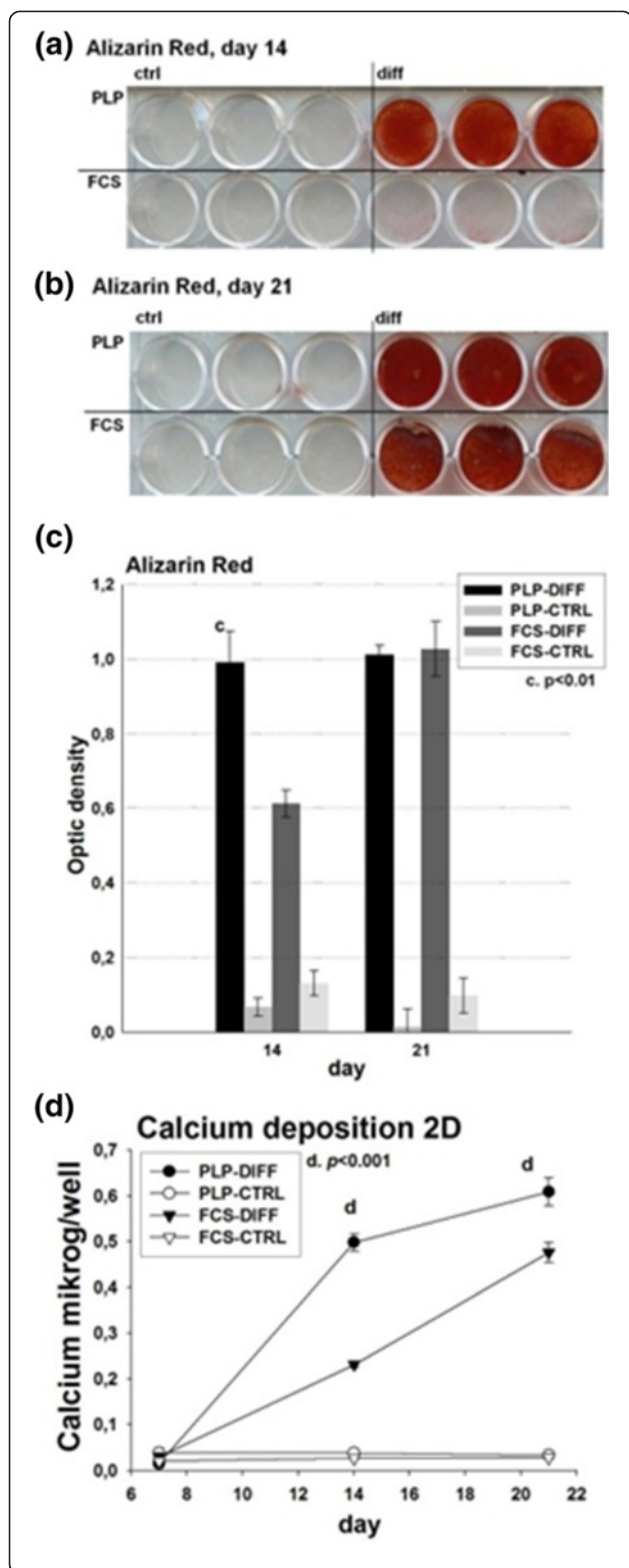 (a) Alizarin Red, day 14
ctrl diff
PLP
FCS
(b) Alizarin Red, day 21
ctrl diff
PLP
FCS
(c)
Alizarin Red
1,2
1,0
0,8
0,6
0,4
0,2
0,0
Optic density
c
PLP-DIFF
PLP-CTRL
FCS-DIFF
FCS-CTRL
c. p<0.01
14 21
day
(d)
Calcium deposition 2D
0,7
0,6
0,5
0,4
0,3
0,2
0,1
0,0
Calcium mikrog/well
PLP-DIFF
PLP-CTRL
FCS-DIFF
FCS-CTRL
d. p<0.001
d
d
6 8 10 12 14 16 18 20 22
day